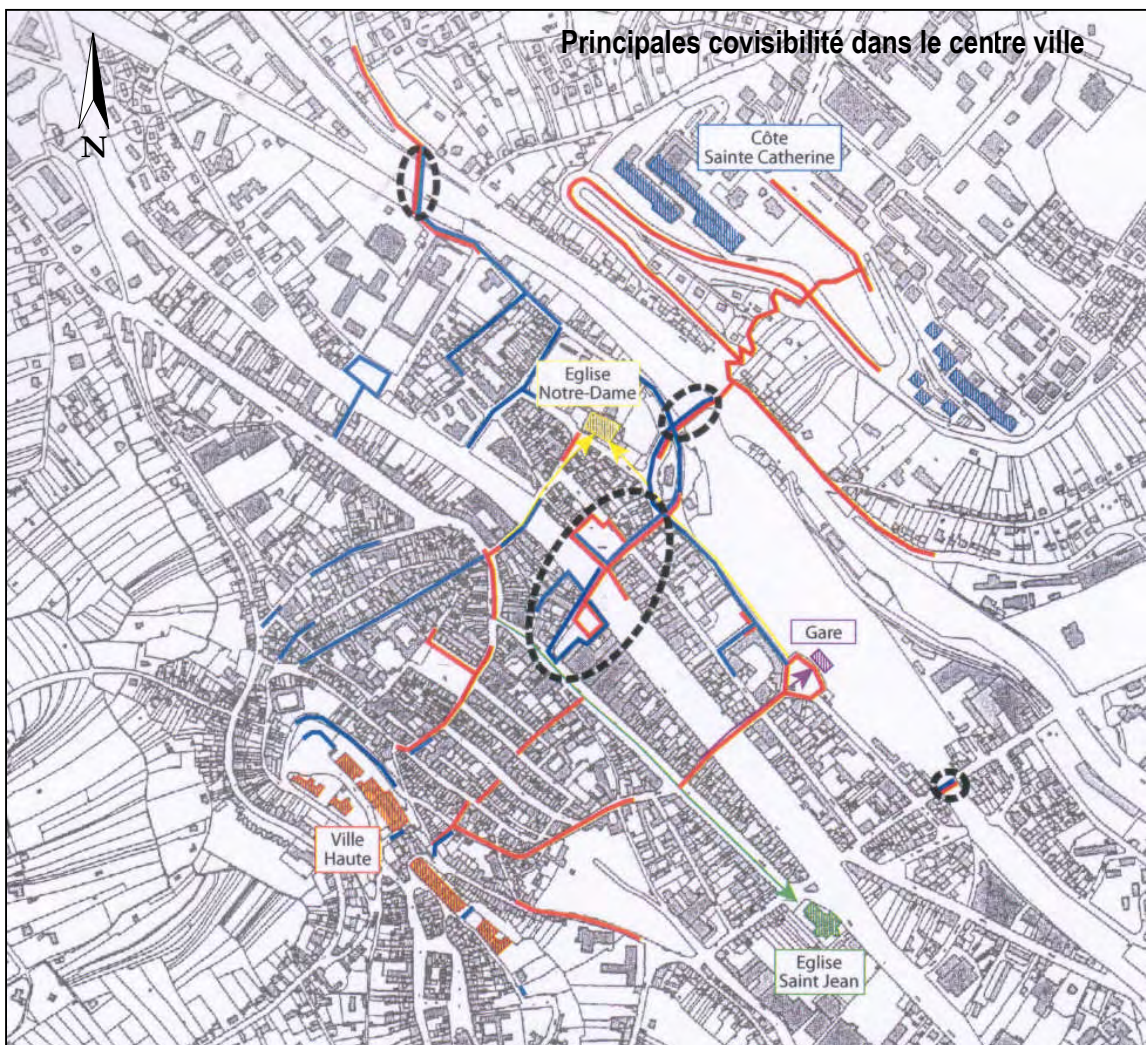 Principales covisibilité dans le centre ville
N
Côte
Sainte Catherine
Eglise
Notre-Dame
Gare
Ville
Haute
Eglise
Saint Jean